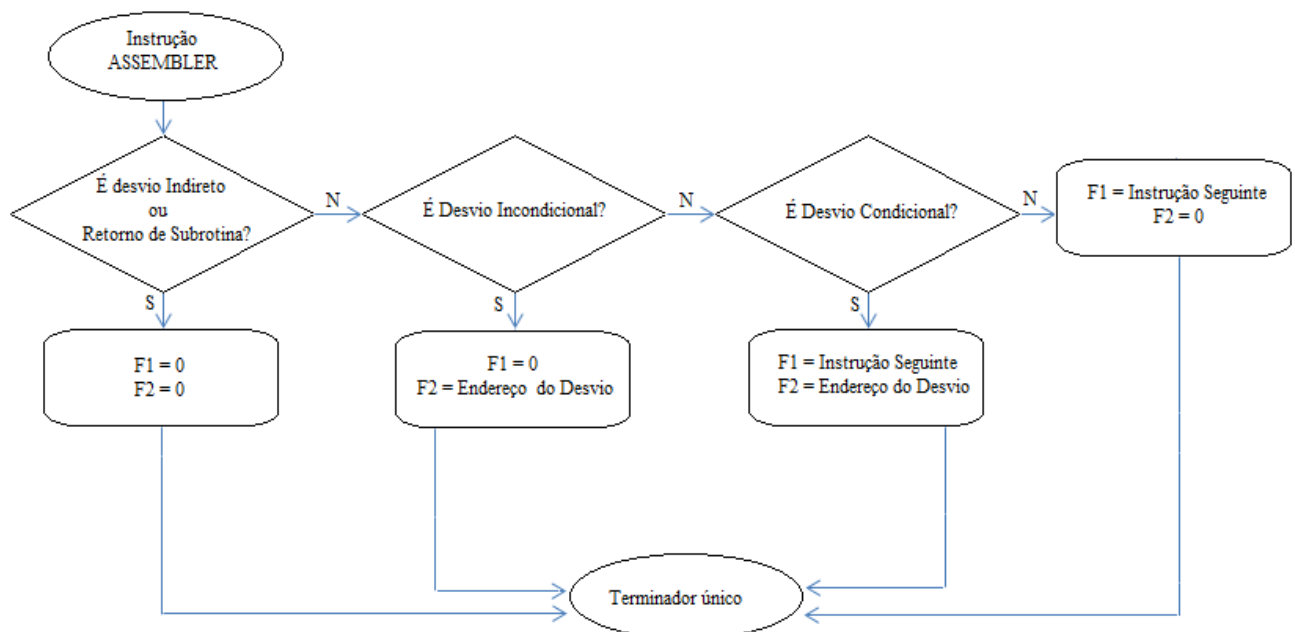 Instrução
ASSEMBLER
É desvio Indireto
ou
Retorno de Subrotina?
N
É Desvio Incondicional?
N
É Desvio Condicional?
N
F1 = Instrução Seguinte
F2 = 0
S
S
S
F1 = 0
F2 = 0
F1 = 0
F2 = Endereço do Desvio
F1 = Instrução Seguinte
F2 = Endereço do Desvio
Terminador único